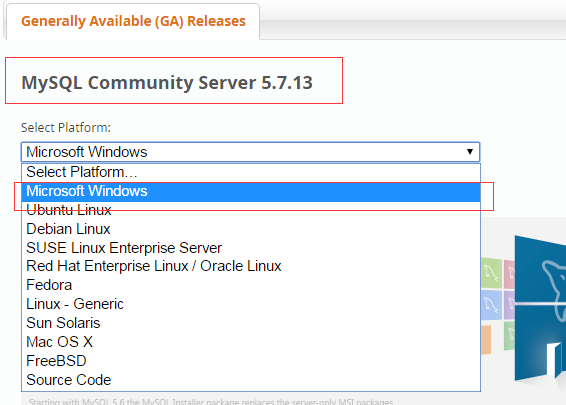 Generally Available (GA) Releases
MySQL Community Server 5.7.13
Select Platform:
Microsoft Windows
Select Platform…
Microsoft Windows
Ubuntu Linux
Debian Linux
SUSE Linux Enterprise Server
Red Hat Enterprise Linux / Oracle Linux
Fedora
Linux - Generic
Sun Solaris
Mac OS X
FreeBSD
Source Code
Starting with MySQL 5.6 the MySQL Installer package replaces the server-only MSI packages.